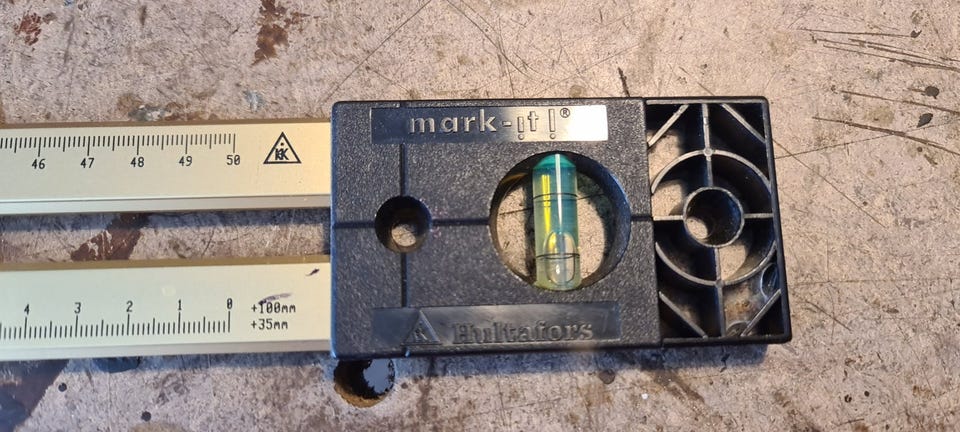 mark-it!®
46 47 48 49 50
4 3 2 1 0 +100mm
+35mm
Hultafors